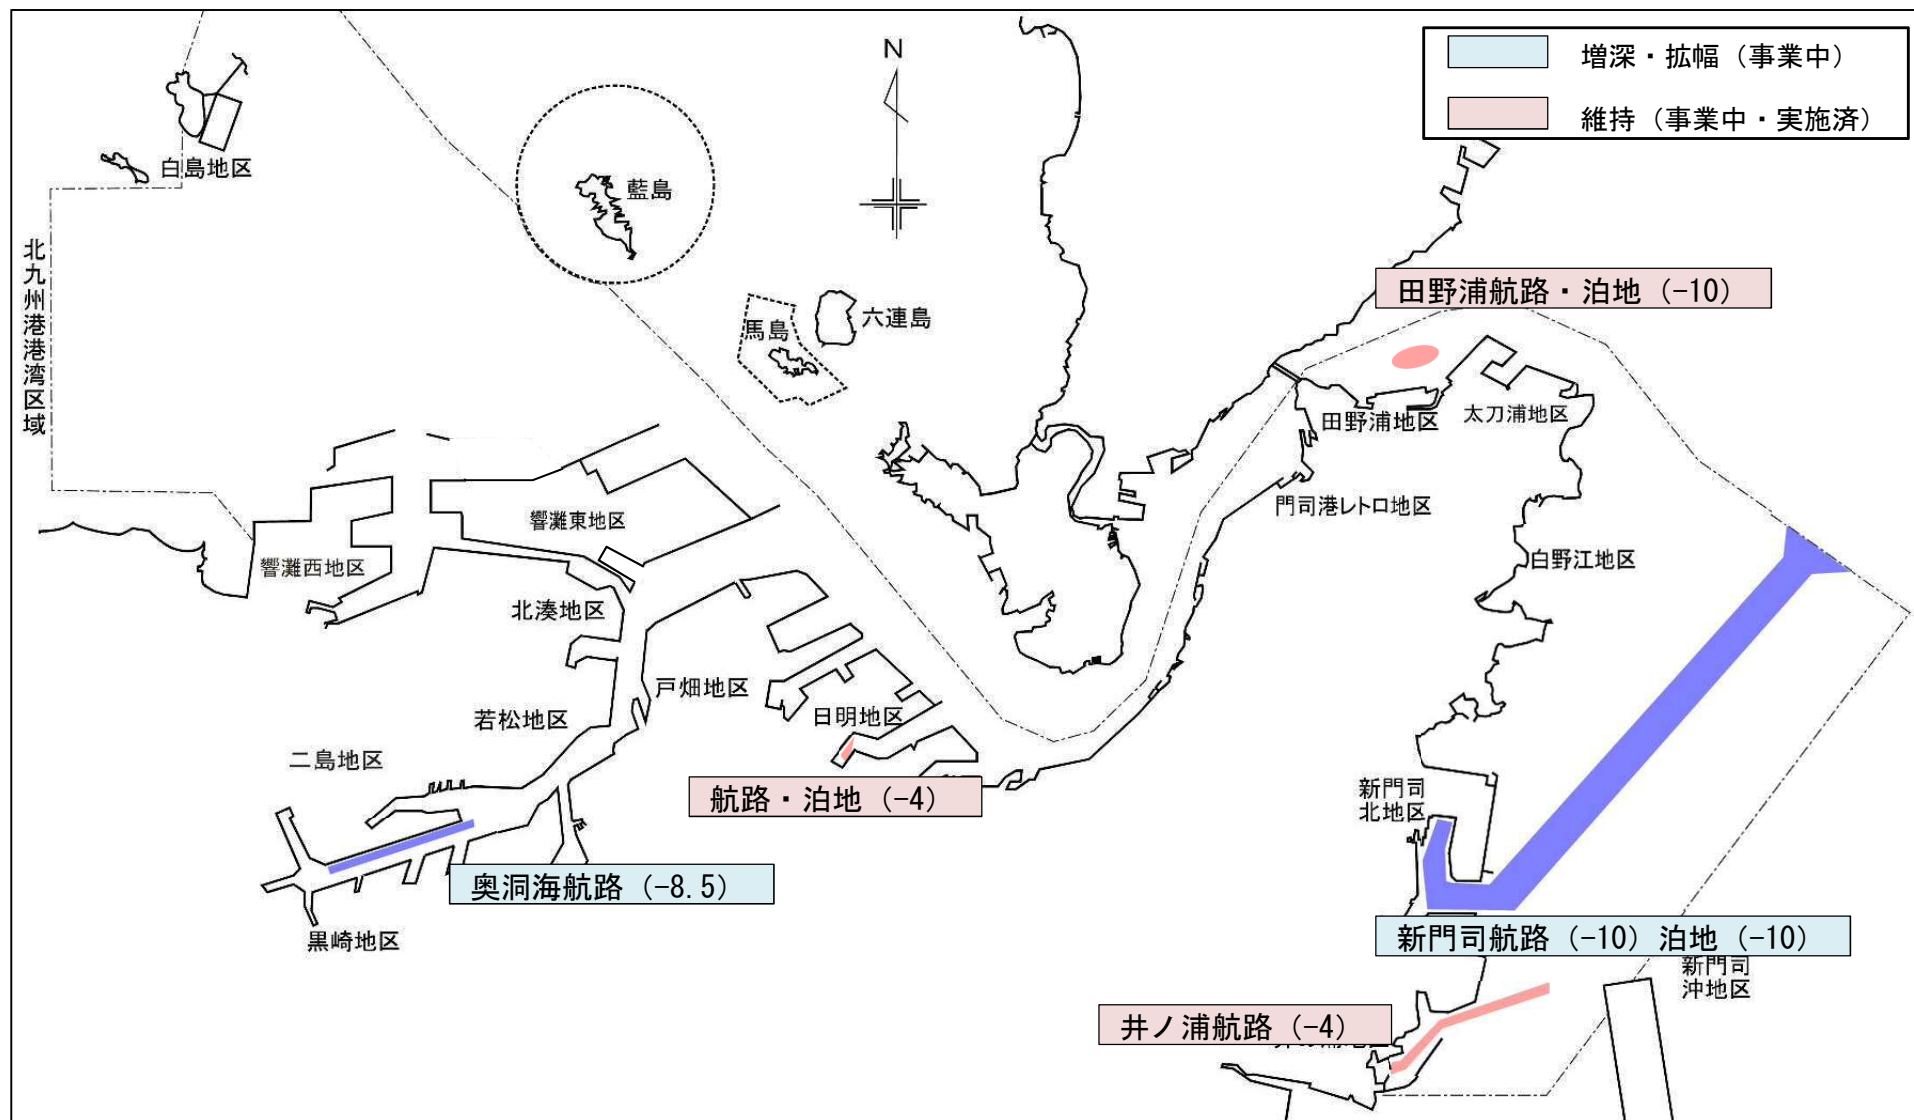 N
増深・拡幅（事業中）
維持（事業中・実施済）
白島地区
藍島
北九州港港湾区域
六連島
馬島
田野浦航路・泊地（-10）
田野浦地区
太刀浦地区
門司港レトロ地区
響灘東地区
響灘西地区
白野江地区
北湊地区
戸畑地区
若松地区
日明地区
二島地区
航路・泊地（-4）
新門司
北地区
奥洞海航路（-8.5）
黒崎地区
新門司航路（-10）泊地（-10）
新門司
沖地区
井ノ浦航路（-4）